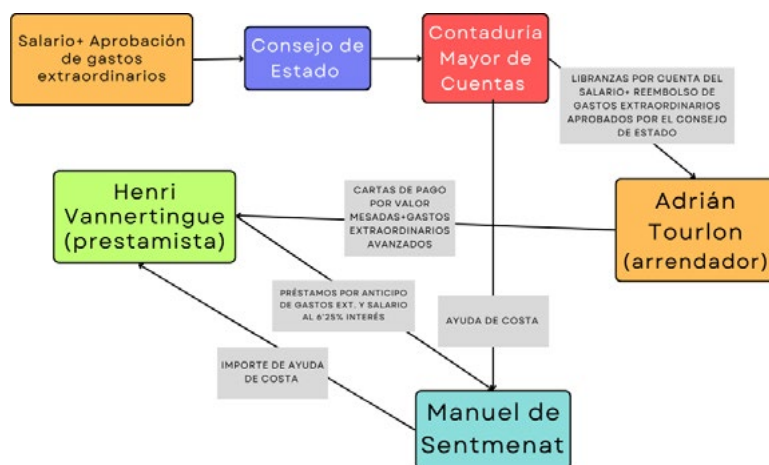 Salario+ Aprobación
de gastos
extraordinarios
Consejo de
Estado
Contaduría
Mayor de
Cuentas
LIBRANZAS POR CUENTA DEL
SALARIO+ REEMBOLSO DE
GASTOS EXTRAORDINARIOS
APROBADOS POR EL CONSEJO
DE ESTADO
Henri
Vannertingue
(prestamista)
CARTAS DE PAGO
POR VALOR
MESADAS+GASTOS
EXTRAORDINARIOS
AVANZADOS
Adrián
Tourlon
(arrendador)
PRÉSTAMOS POR ANTICIPO
DE GASTOS EXT. Y SALARIO
AL 6'25% INTERÉS
AYUDA DE COSTA
IMPORTE DE AYUDA
DE COSTA
Manuel de
Sentmenat